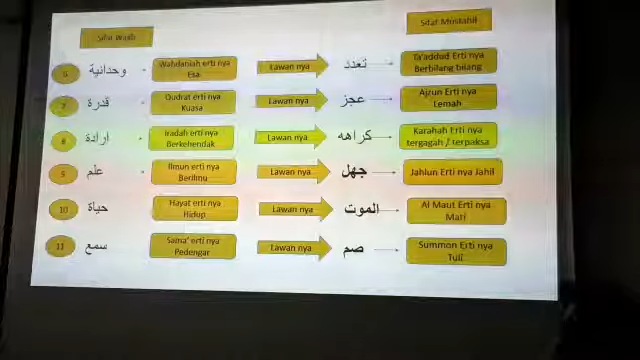 Sifat Wajib
Sifat Mustahil
6 وحدانية - Wahdaniah erti nya Esa Lawan nya تعدد Ta'addud Erti nya Berbilang bilang
7 قدرة - Qudrat erti nya Kuasa Lawan nya عجز Ajzun Erti nya Lemah
8 ارادة - Iradah erti nya Berkehendak Lawan nya كراهه Karahah Erti nya tergagah / terpaksa
9 علم - Ilmun erti nya Berilmu Lawan nya جهل Jahlun Erti nya Jahil
10 حياة Hayat erti nya Hidup Lawan nya الموت Al Maut Erti nya Mati
11 سمع Sama' erti nya Pedengar Lawan nya صم Summon Erti nya Tuli